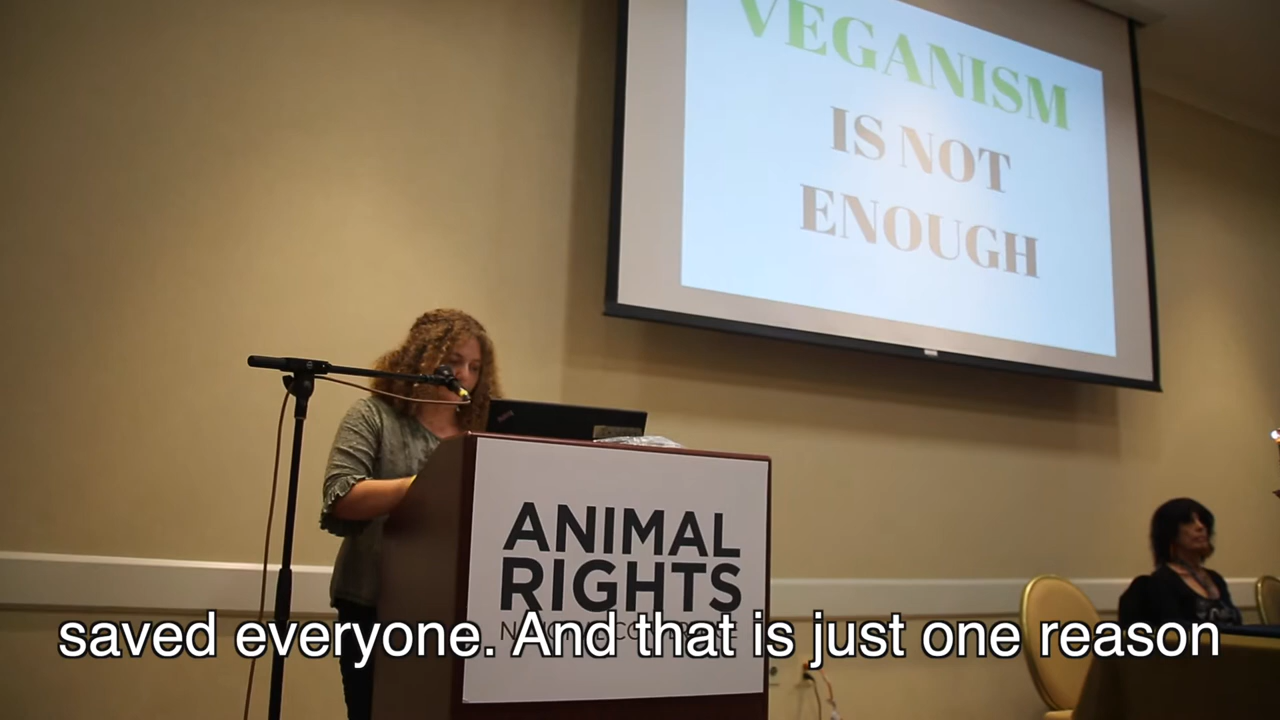 VEGANISM
IS NOT
ENOUGH
ANIMAL
RIGHTS
saved everyone. And that is just one reason